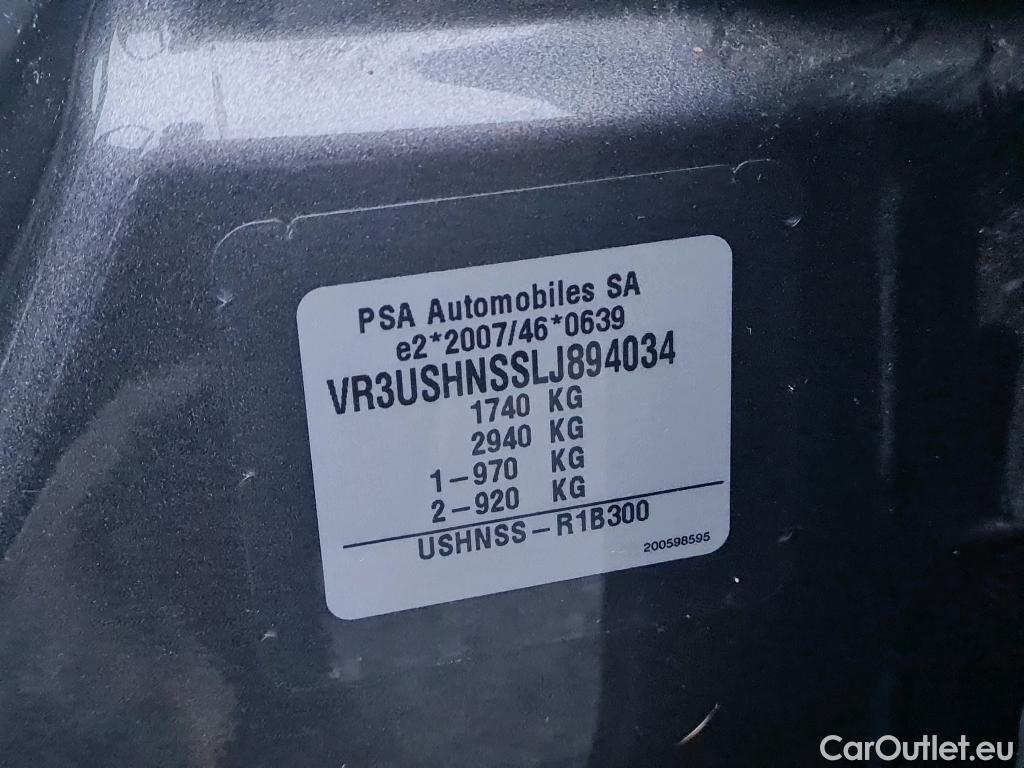 PSA Automobiles SA
e2*2007/46*0639
VR3USHNSSLJ894034
1740 KG
2940 KG
1-970 KG
2-920 KG
USHNSS-R1B300
200598595
CarOutlet.eu